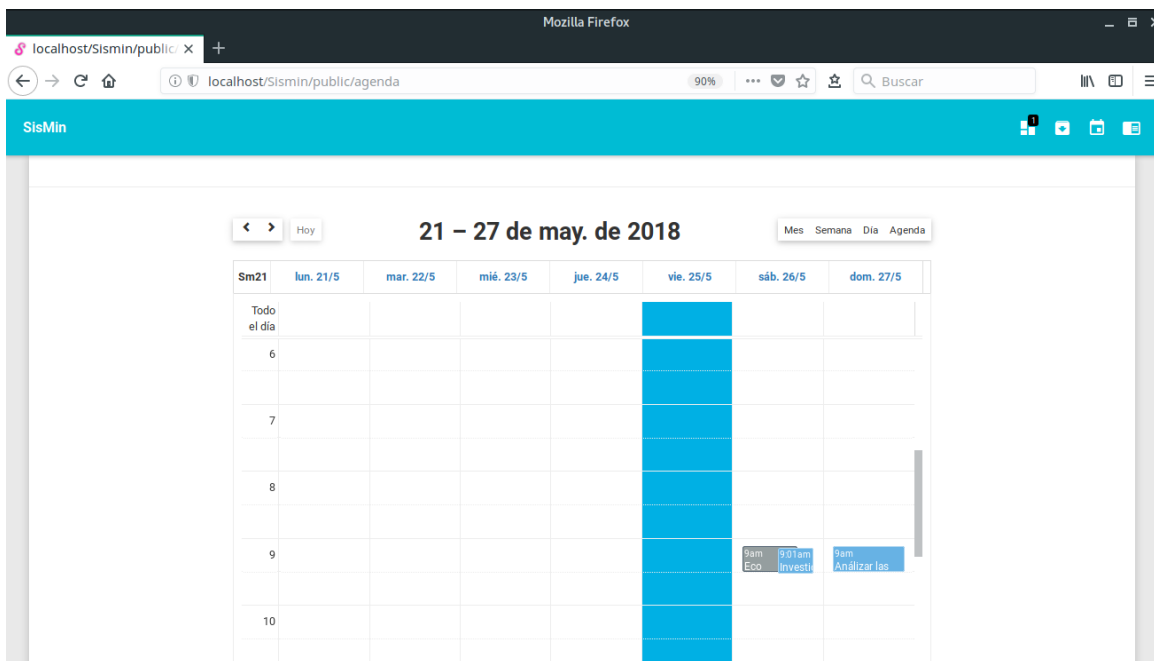 Mozilla Firefox
localhost/Sismin/public/
localhost/Sismin/public/agenda
90%
Buscar
SisMin
1
Hoy
21 – 27 de may. de 2018
Mes Semana Día Agenda
Sm21 lun. 21/5 mar. 22/5 mié. 23/5 jue. 24/5 vie. 25/5 sáb. 26/5 dom. 27/5
Todo
el día
6
7
8
9
9am 9:01am 9am
Eco Investi Análizar las
10